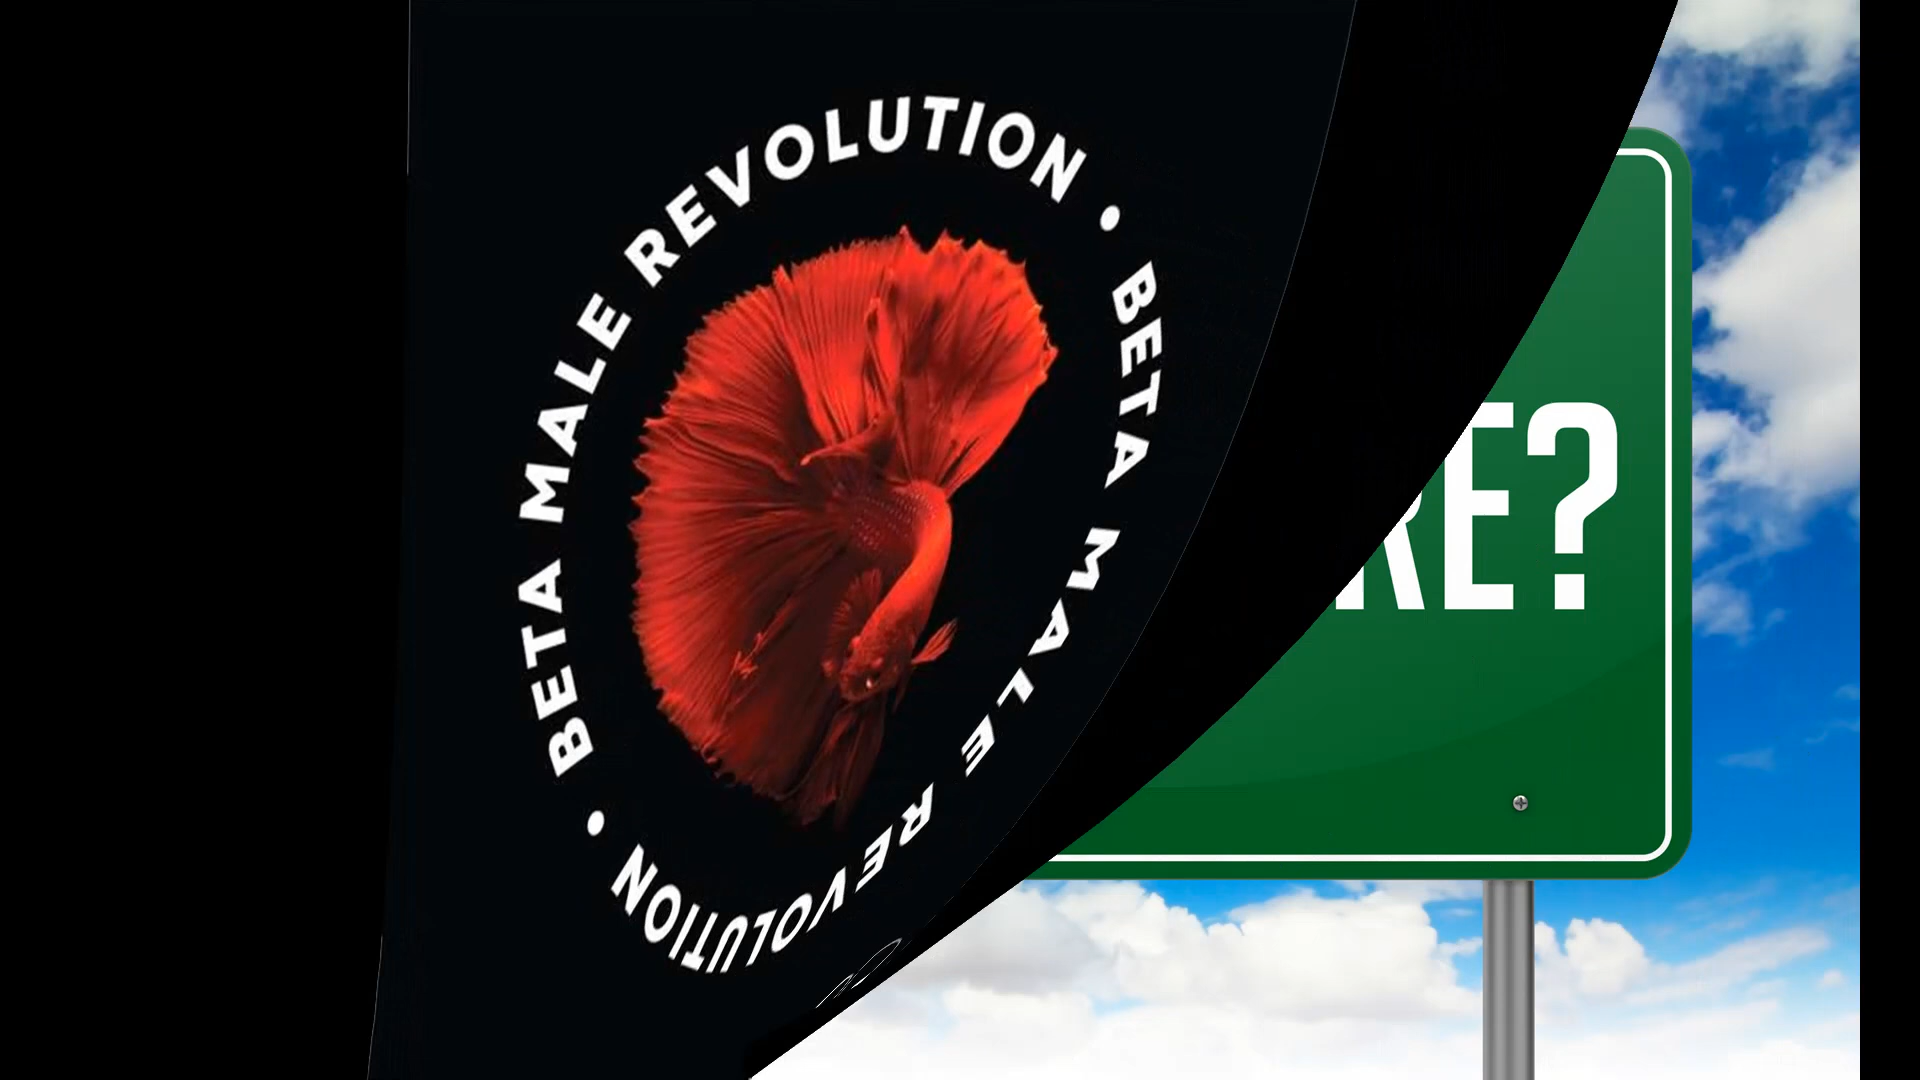 BETA MALE REVOLUTION • BETA MALE REVOLUTION •
RE?